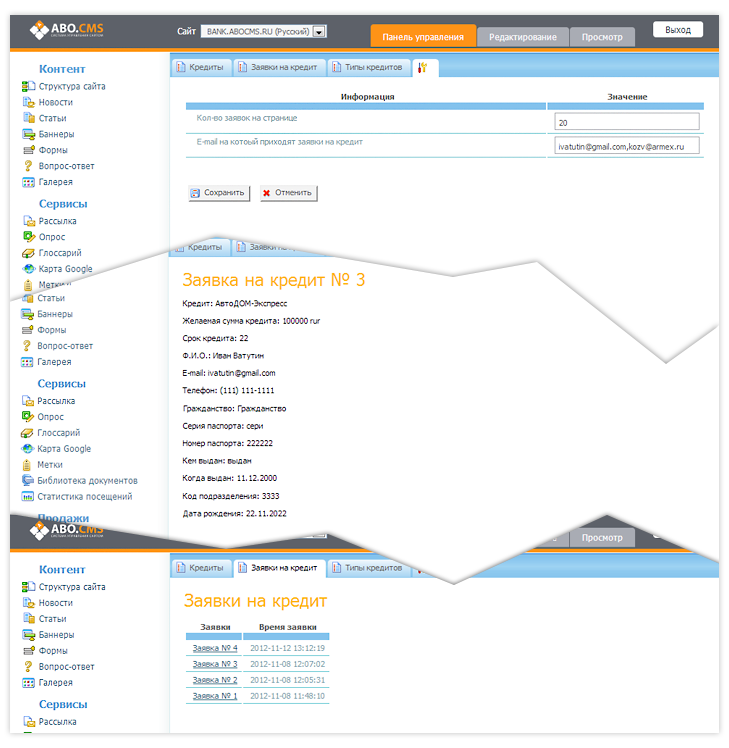 ABO.CMS
СИСТЕМА УПРАВЛЕНИЯ САЙТОМ
Сайт BANK.ABOCMS.RU (Русский)
Панель управления Редактирование Просмотр Выход
Контент
Структура сайта
Новости
Статьи
Баннеры
Формы
Вопрос-ответ
Галерея
Сервисы
Рассылка
Опрос
Глоссарий
Карта Google
Кредиты Заявки на кредит Типы кредитов
Информация Значение
Кол-во заявок на странице 20
E-mail на котоый приходят заявки на кредит ivatutin@gmail.com,kozv@armex.ru
Сохранить Отменить
Статьи
Баннеры
Формы
Вопрос-ответ
Галерея
Сервисы
Рассылка
Опрос
Глоссарий
Карта Google
Метки
Библиотека документов
Статистика посещений
Продажи
Кредиты
Заявка на кредит № 3
Кредит: АвтоДОМ-Экспресс
Желаемая сумма кредита: 100000 rur
Срок кредита: 22
Ф.И.О.: Иван Ватутин
E-mail: ivatutin@gmail.com
Телефон: (111) 111-1111
Гражданство: Гражданство
Серия паспорта: сери
Номер паспорта: 222222
Кем выдан: выдан
Когда выдан: 11.12.2000
Код подразделения: 3333
Дата рождения: 22.11.2022
ABO.CMS
СИСТЕМА УПРАВЛЕНИЯ САЙТОМ
Просмотр
Контент
Структура сайта
Новости
Статьи
Баннеры
Формы
Вопрос-ответ
Галерея
Сервисы
Рассылка
Кредиты Заявки на кредит Типы кредитов
Заявки на кредит
Заявки Время заявки
Заявка № 4 2012-11-12 13:12:19
Заявка № 3 2012-11-08 12:07:02
Заявка № 2 2012-11-08 12:05:31
Заявка № 1 2012-11-08 11:48:10